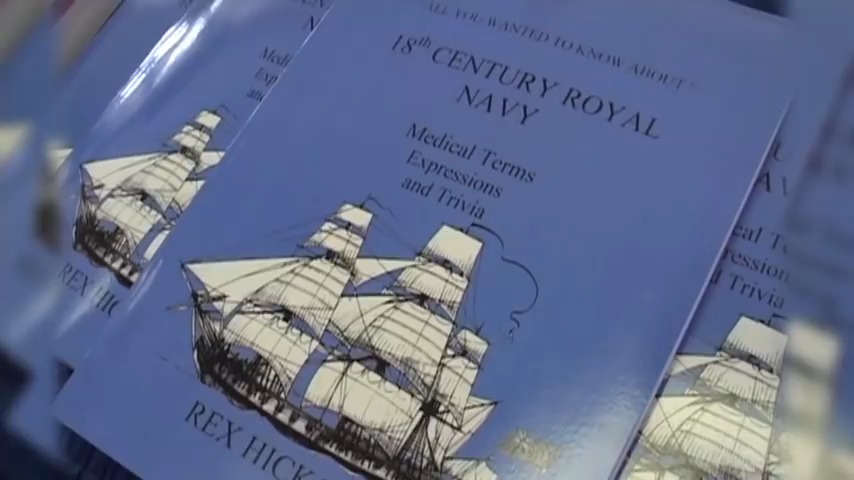 ALL YOU WANTED TO KNOW ABOUT
18th CENTURY ROYAL
NAVY
Medical Terms
Expressions
and Trivia
REX HICK